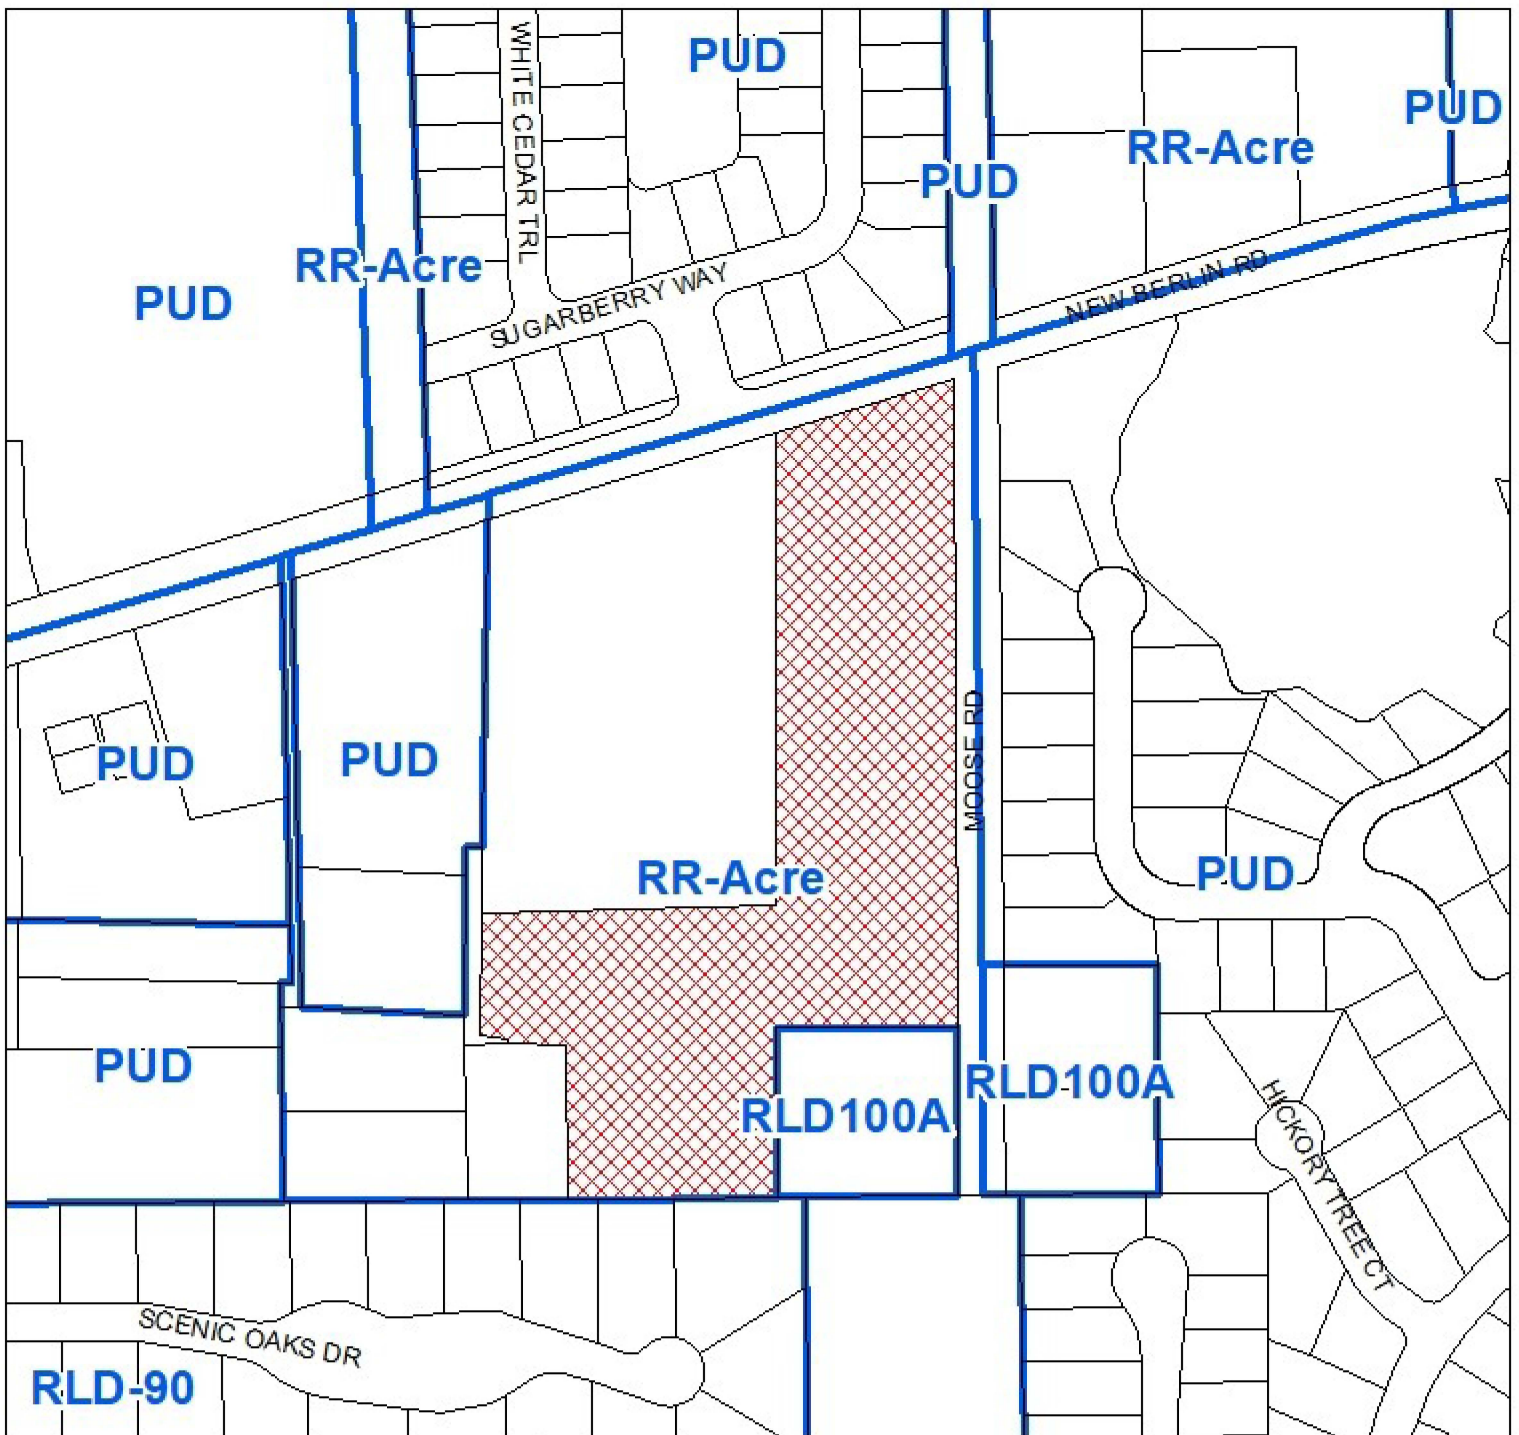 WHITE CEDAR TRL
PUD
PUD
RR-Acre
PUD
RR-Acre
PUD
NEW BERLIN RD
SUGARBERRY WAY
PUD
PUD
MOOSE RD
RR-Acre
PUD
PUD
RLD100A
RLD100A
HICKORY TREE CT
SCENIC OAKS DR
RLD-90